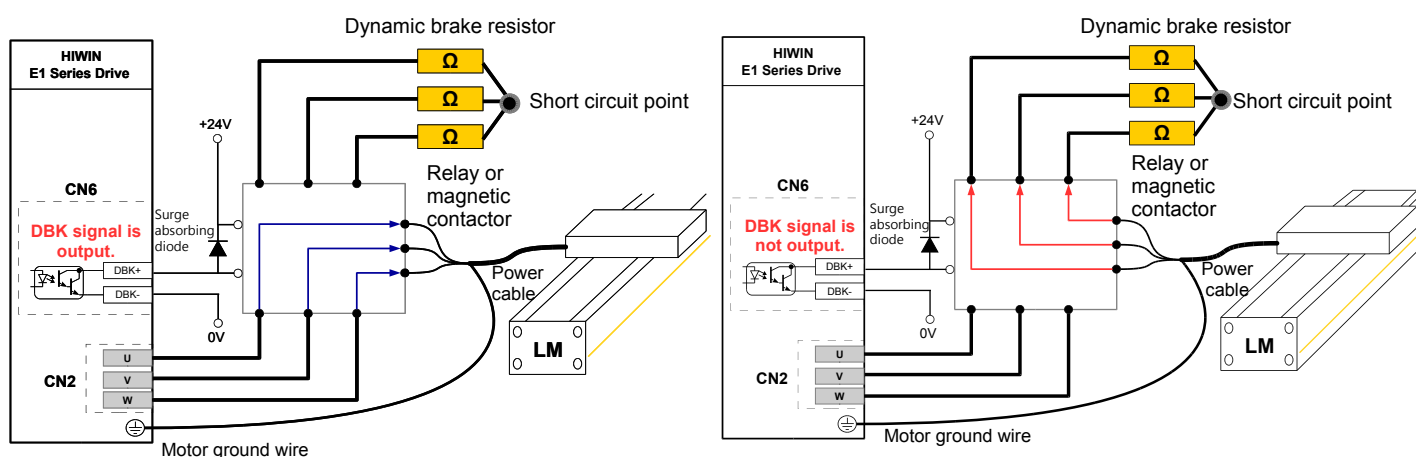 Dynamic brake resistor
HIWIN
E1 Series Drive
Ω
Ω
Short circuit point
Ω
+24V
Relay or
magnetic
contactor
CN6
Surge
absorbing
diode
DBK signal is
output.
DBK+
DBK-
Power
cable
0V
LM
U
CN2
V
W
Motor ground wire
Dynamic brake resistor
HIWIN
E1 Series Drive
Ω
Ω
Short circuit point
Ω
+24V
Relay or
magnetic
contactor
CN6
Surge
absorbing
diode
DBK signal is
not output.
DBK+
DBK-
Power
cable
0V
LM
U
CN2
V
W
Motor ground wire